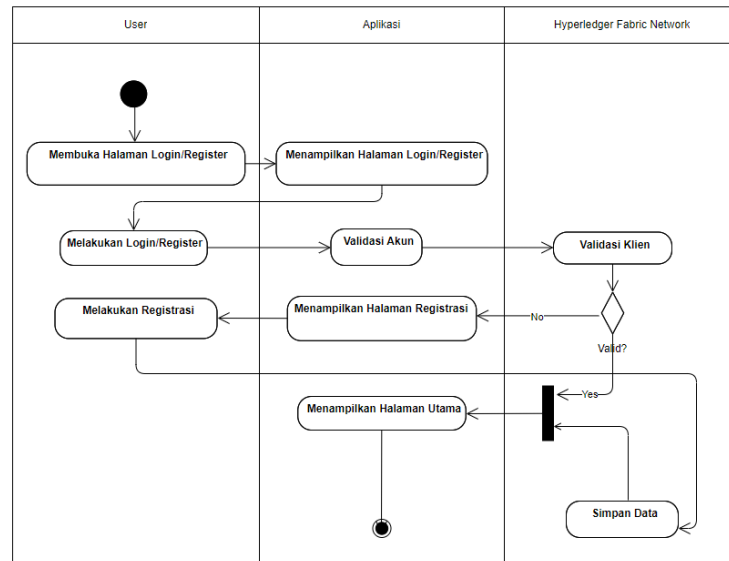 User
Aplikasi
Hyperledger Fabric Network
Membuka Halaman Login/Register
Menampilkan Halaman Login/Register
Melakukan Login/Register
Validasi Akun
Validasi Klien
Melakukan Registrasi
Menampilkan Halaman Registrasi
No
Valid?
Yes
Menampilkan Halaman Utama
Simpan Data